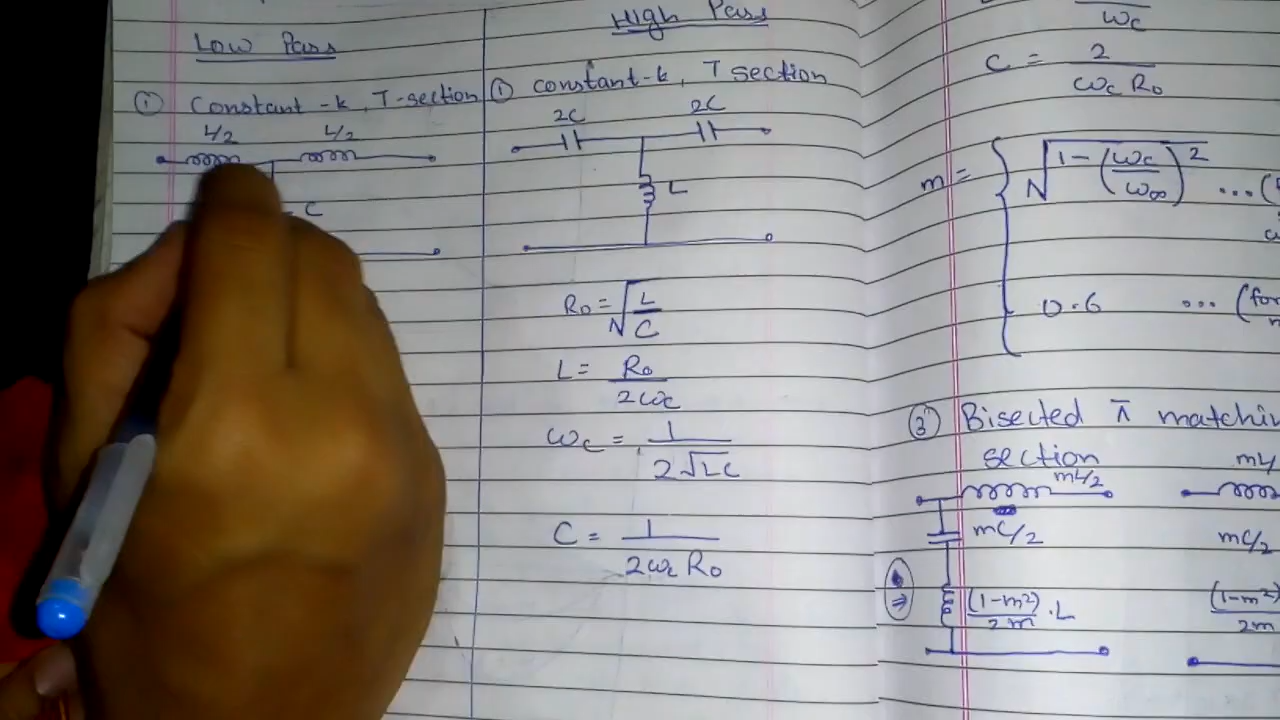 Low Pass
① Constant-k, T-section
L/2 L/2
C
High Pass
① constant-k, T section
2C 2C
L
R₀ = √(L/C)
L = R₀/2ωc
ωc = 1/2√LC
C = 1/2ωc R₀
ωc
C = 2/ωc R₀
m = { √(1-(ωc/ω∞)²) ...(
0.6 ... (for
③ Bisected π matchin
section
mL/2
mC/2
⇒ (1-m²)/2m .L
mL/
mC/2
(1-m²)/2m